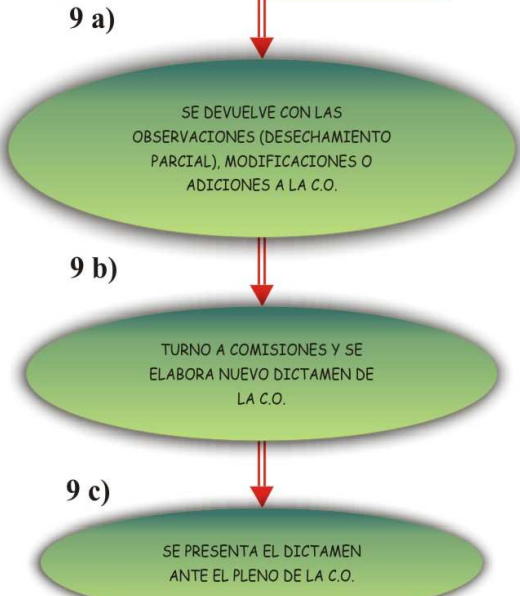 9 a)
SE DEVUELVE CON LAS
OBSERVACIONES (DESECHAMIENTO
PARCIAL), MODIFICACIONES O
ADICIONES A LA C.O.
9 b)
TURNO A COMISIONES Y SE
ELABORA NUEVO DICTAMEN DE
LA C.O.
9 c)
SE PRESENTA EL DICTAMEN
ANTE EL PLENO DE LA C.O.